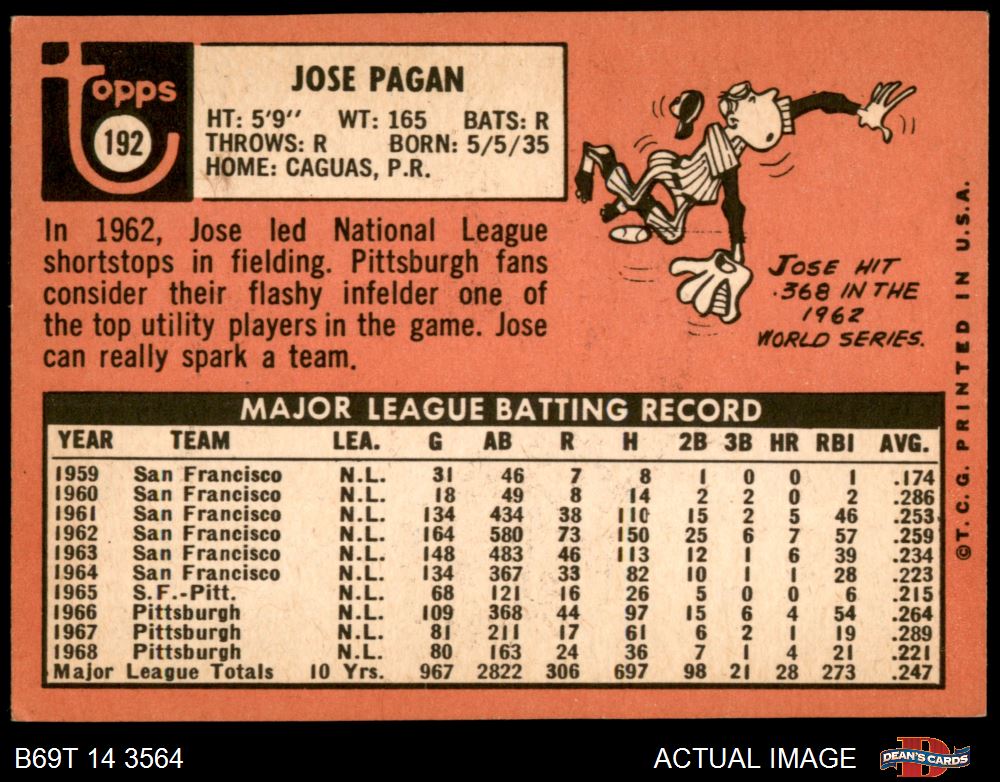 topps
192
JOSE PAGAN
HT: 5'9" WT: 165 BATS: R
THROWS: R BORN: 5/5/35
HOME: CAGUAS, P.R.
In 1962, Jose led National League
shortstops in fielding. Pittsburgh fans
consider their flashy infelder one of
the top utility players in the game. Jose
can really spark a team.
JOSE HIT
.368 IN THE
1962
WORLD SERIES.
MAJOR LEAGUE BATTING RECORD
YEAR TEAM LEA. G AB R H 2B 3B HR RBI AVG.
1959 San Francisco N.L. 31 46 7 8 1 0 0 1 .174
1960 San Francisco N.L. 18 49 8 14 2 2 0 2 .286
1961 San Francisco N.L. 134 434 38 110 15 2 5 46 .253
1962 San Francisco N.L. 164 580 73 150 25 6 7 57 .259
1963 San Francisco N.L. 148 483 46 113 12 1 6 39 .234
1964 San Francisco N.L. 134 367 33 82 10 1 1 28 .223
1965 S.F.-Pitt. N.L. 68 121 16 26 5 0 0 6 .215
1966 Pittsburgh N.L. 109 368 44 97 15 6 4 54 .264
1967 Pittsburgh N.L. 81 211 17 61 6 2 1 19 .289
1968 Pittsburgh N.L. 80 163 24 36 7 1 4 21 .221
Major League Totals 10 Yrs. 967 2822 306 697 98 21 28 273 .247
©T.C.G. PRINTED IN U.S.A.
B69T 14 3564
ACTUAL IMAGE
DEAN'S CARDS